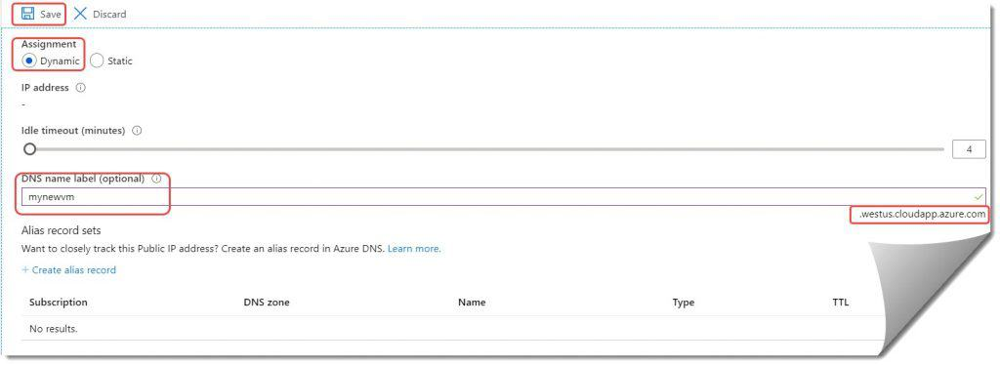 Save Discard
Assignment
Dynamic Static
IP address
-
Idle timeout (minutes)
4
DNS name label (optional)
mynewvm
.westus.cloudapp.azure.com
Alias record sets
Want to closely track this Public IP address? Create an alias record in Azure DNS. Learn more.
+ Create alias record
Subscription DNS zone Name Type TTL
No results.